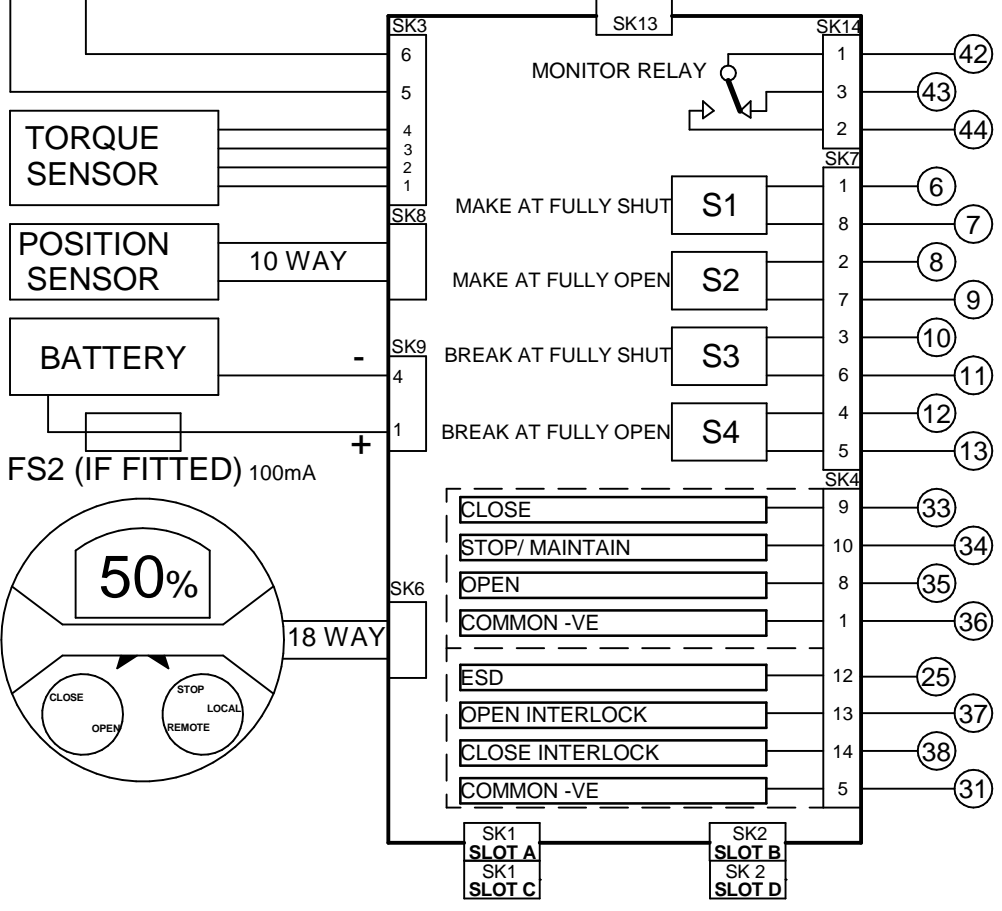 SK13
SK3
SK14
6
MONITOR RELAY
1
42
5
3
43
2
44
TORQUE
SENSOR
4
3
2
1
SK7
MAKE AT FULLY SHUT
S1
1
6
8
7
SK8
POSITION
SENSOR
10 WAY
MAKE AT FULLY OPEN
S2
2
8
7
9
BATTERY
-
SK9
4
BREAK AT FULLY SHUT
S3
3
10
6
11
+
1
BREAK AT FULLY OPEN
S4
4
12
5
13
FS2 (IF FITTED) 100mA
SK4
CLOSE
9
33
STOP/ MAINTAIN
10
34
OPEN
8
35
COMMON -VE
1
36
50%
SK6
18 WAY
CLOSE
OPEN
STOP
LOCAL
REMOTE
ESD
12
25
OPEN INTERLOCK
13
37
CLOSE INTERLOCK
14
38
COMMON -VE
5
31
SK1
SLOT A
SK1
SLOT C
SK2
SLOT B
SK 2
SLOT D